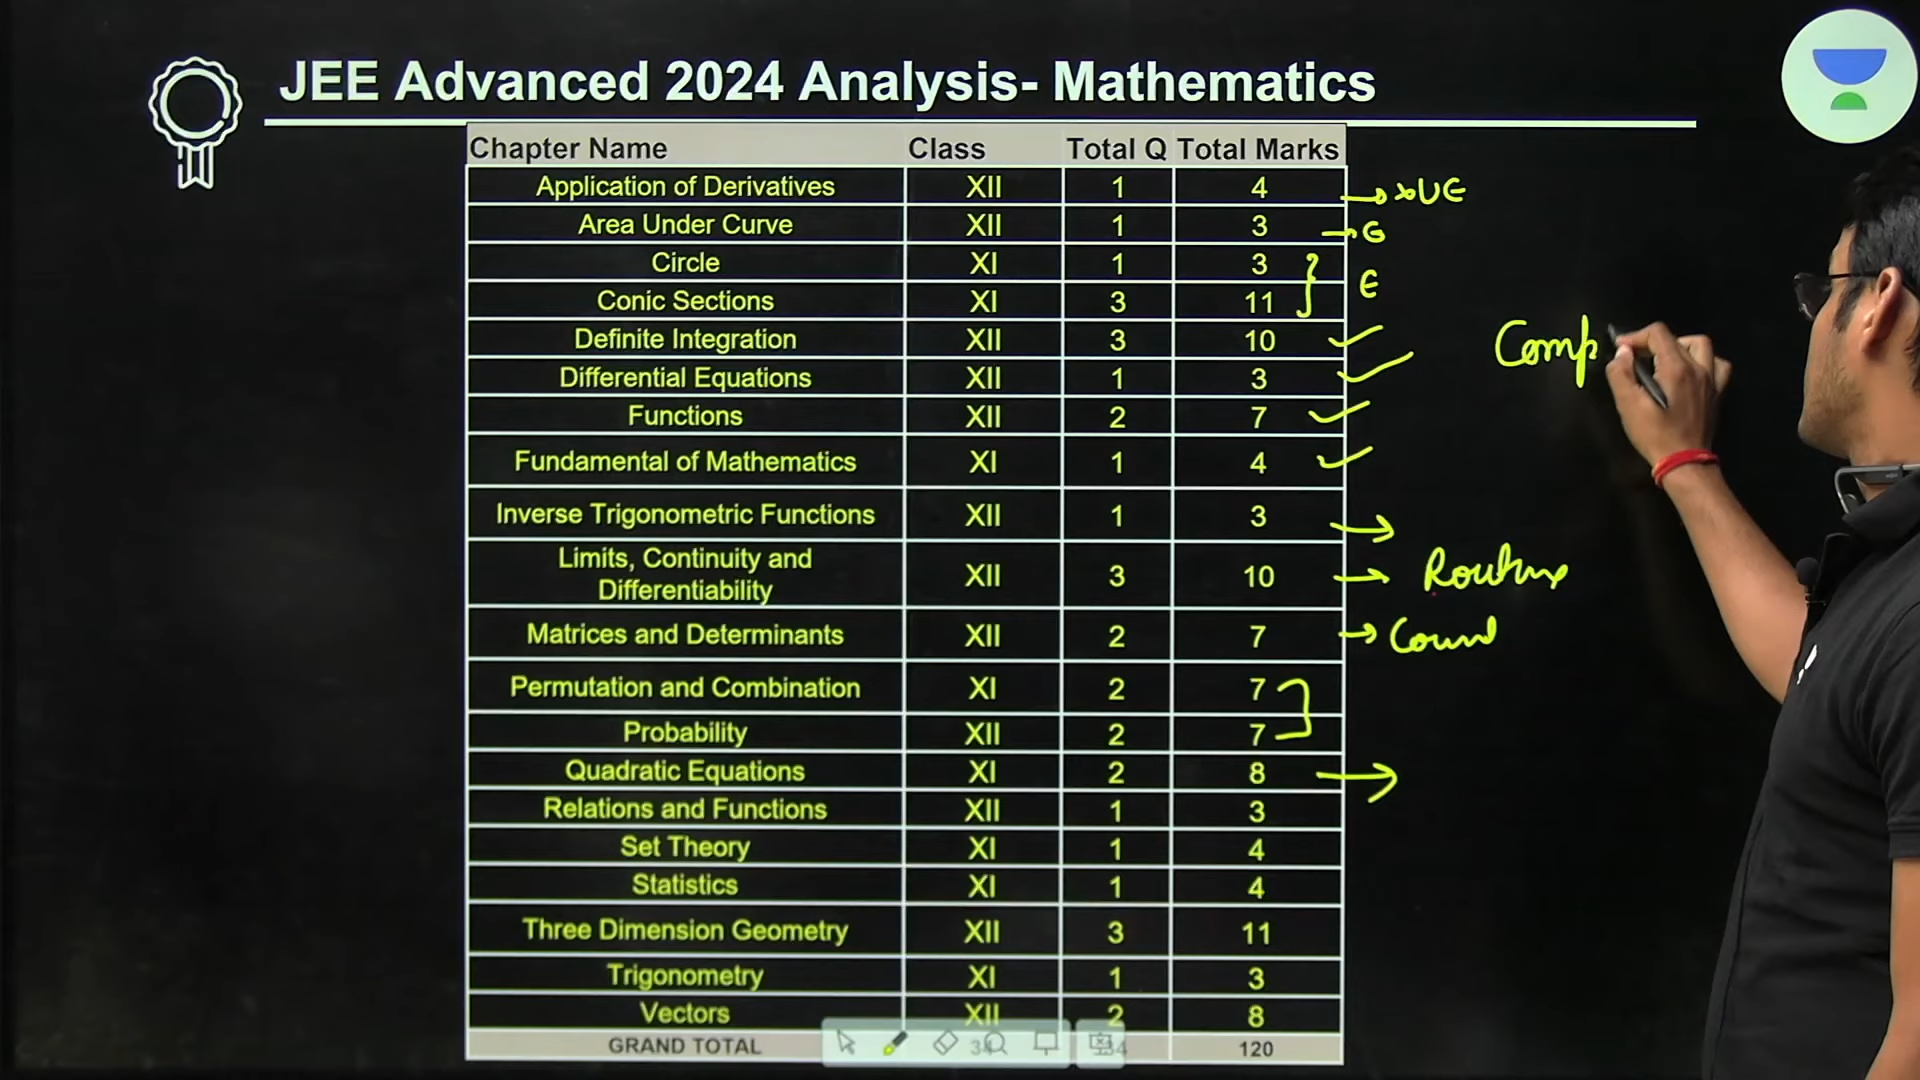 JEE Advanced 2024 Analysis- Mathematics
Chapter Name Class Total Q Total Marks
Application of Derivatives XII 1 4
Area Under Curve XII 1 3 → E
Circle XI 1 3
Conic Sections XI 3 11 E
Definite Integration XII 3 10
Differential Equations XII 1 3
Comp
Functions XII 2 7
Fundamental of Mathematics XI 1 4
Inverse Trigonometric Functions XII 1 3 →
Limits, Continuity and
Differentiability XII 3 10 → Routine
Matrices and Determinants XII 2 7 →
Permutation and Combination XI 2 7
Probability XII 2 7
Quadratic Equations XI 2 8 →
Relations and Functions XII 1 3
Set Theory XI 1 4
Statistics XI 1 4
Three Dimension Geometry XII 3 11
Trigonometry XI 1 3
Vectors XII 2 8
GRAND TOTAL 34 34 120